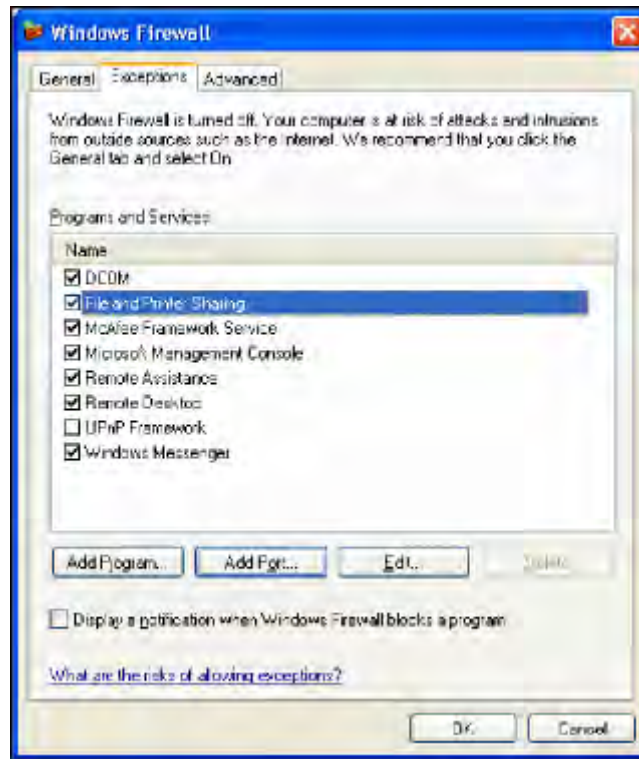 Windows Firewall
General Exceptions Advanced
Windows Firewall is turned off. Your computer is at risk of attacks and intrusions
from outside sources such as the Internet. We recommend that you click the
General tab and select On
Programs and Services
Name
DCOM
File and Printer Sharing
McAfee Framework Service
Microsoft Management Console
Remote Assistance
Remote Desktop
UPnP Framework
Windows Messenger
Add Program... Add Port... Edit... Delete
Display a notification when Windows Firewall blocks a program
What are the risks of allowing exceptions?
OK Cancel